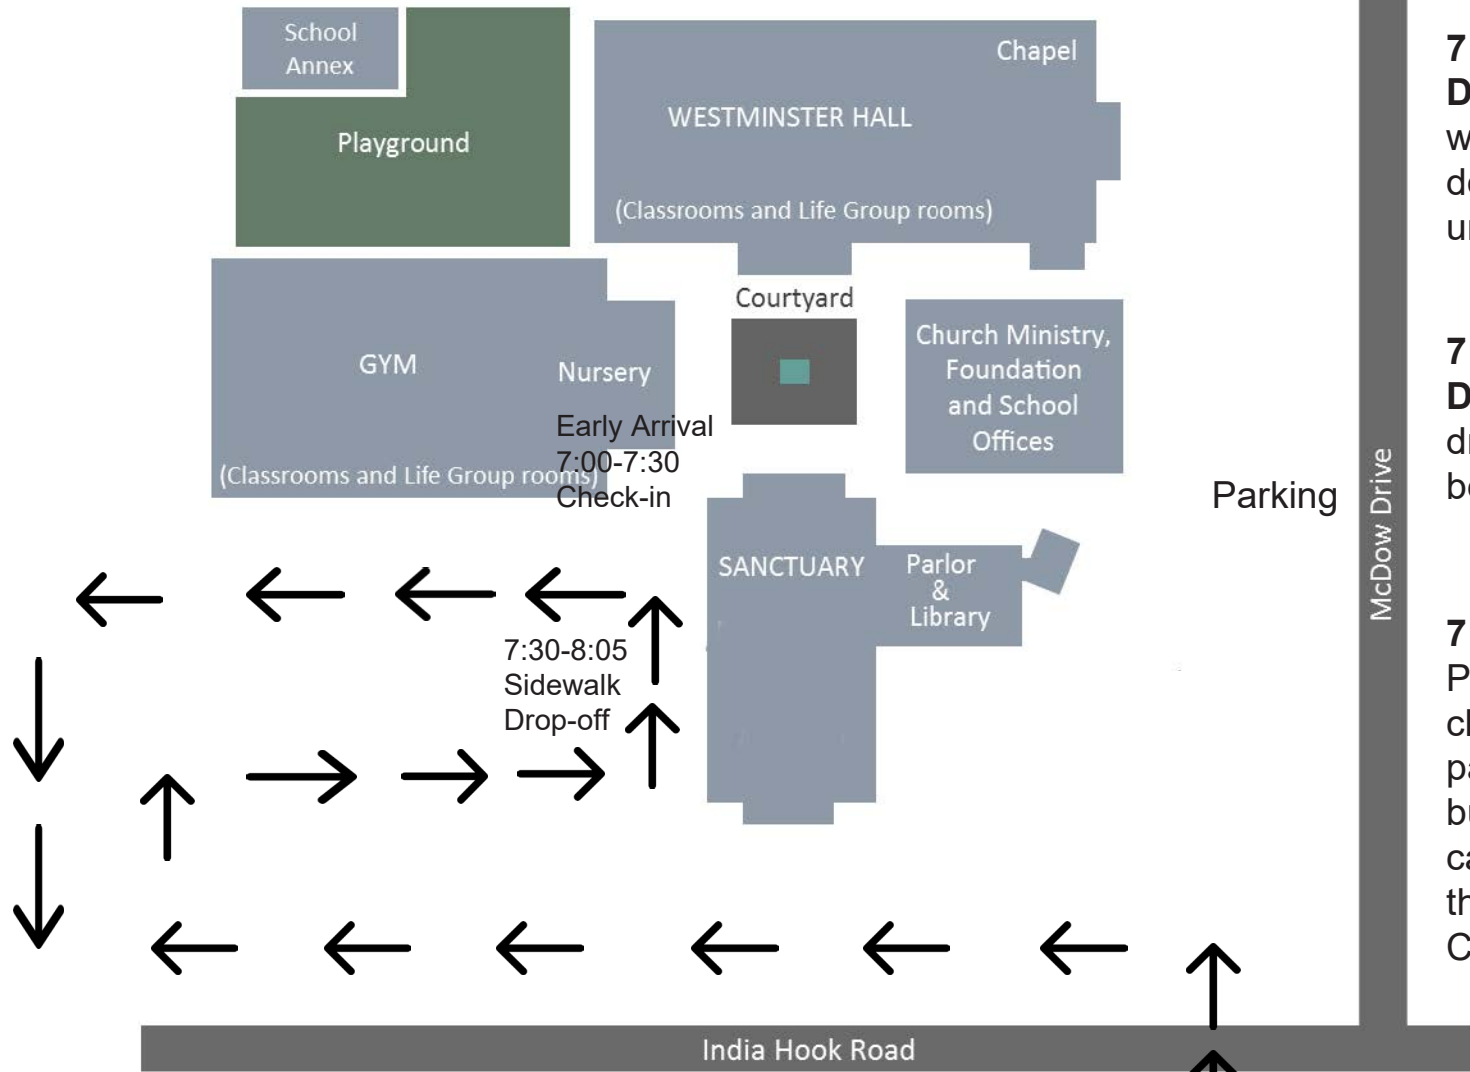 School
Annex
Playground
Chapel
WESTMINSTER HALL
(Classrooms and Life Group rooms)
GYM
Nursery
(Classrooms and Life Group rooms)
Early Arrival
7:00-7:30
Check-in
Courtyard
Church Ministry,
Foundation
and School
Offices
SANCTUARY
Parlor
&
Library
Parking
McDow Drive
7:30-8:05
Sidewalk
Drop-off
India Hook Road
7
D
w
un
7
D
7
P
C